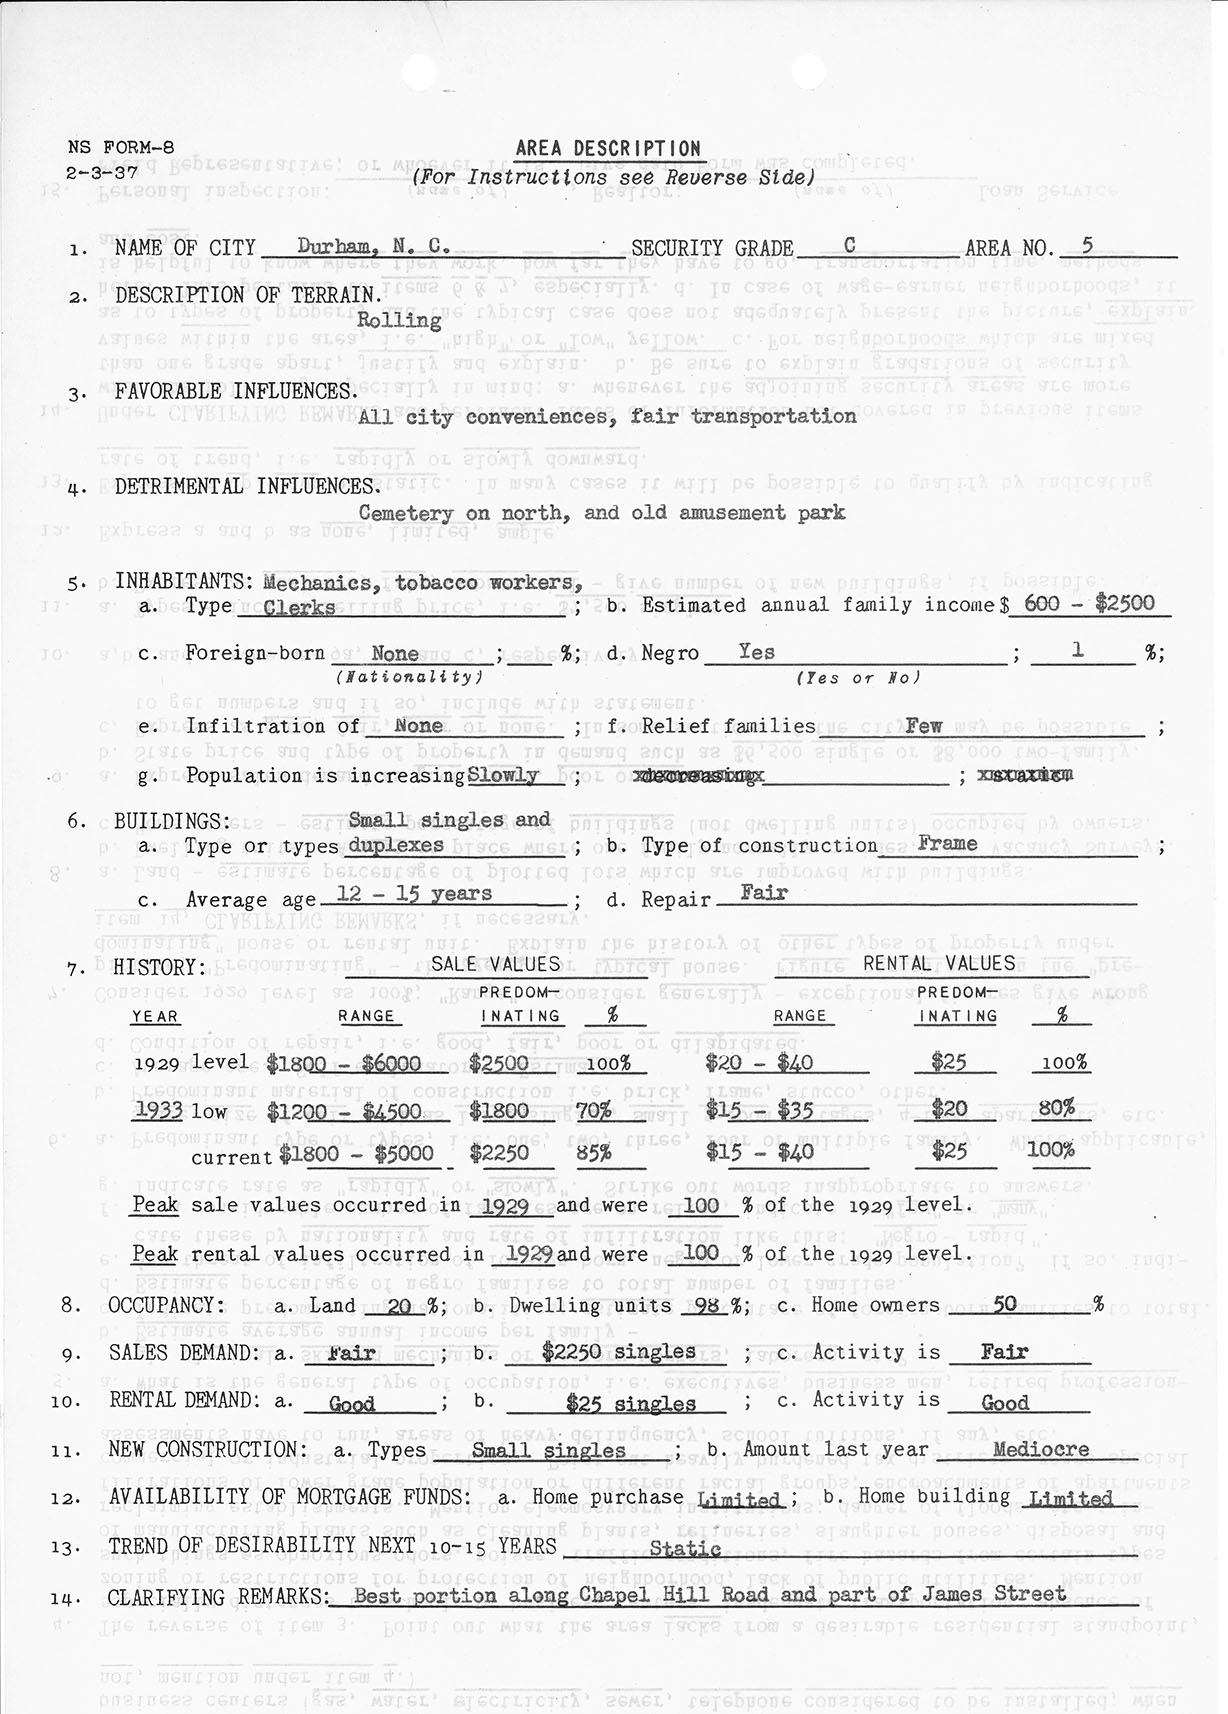 NS FORM-8
2-3-37
AREA DESCRIPTION
(For Instructions see Reverse Side)
1. NAME OF CITY Durham, N. C. SECURITY GRADE C AREA NO. 5
2. DESCRIPTION OF TERRAIN.
Rolling
3. FAVORABLE INFLUENCES.
All city conveniences, fair transportation
4. DETRIMENTAL INFLUENCES.
Cemetery on north, and old amusement park
5. INHABITANTS: Mechanics, tobacco workers,
a. Type Clerks ; b. Estimated annual family income $ 600 - $2500
c. Foreign-born None ; %; d. Negro Yes ; 1 %;
(Nationality) (Yes or No)
e. Infiltration of None ; f. Relief families Few ;
g. Population is increasing Slowly ; decreasing ;
6. BUILDINGS: Small singles and
a. Type or types duplexes ; b. Type of construction Frame ;
c. Average age 12 - 15 years ; d. Repair Fair
7. HISTORY: SALE VALUES RENTAL VALUES
PREDOM- PREDOM-
YEAR RANGE INATING % RANGE INATING %
1929 level $1800 - $6000 $2500 100% $20 - $40 $25 100%
1933 low $1200 - $4500 $1800 70% $15 - $35 $20 80%
current $1800 - $5000 $2250 85% $15 - $40 $25 100%
Peak sale values occurred in 1929 and were 100 % of the 1929 level.
Peak rental values occurred in 1929 and were 100 % of the 1929 level.
8. OCCUPANCY: a. Land 20 %; b. Dwelling units 98 %; c. Home owners 50 %
9. SALES DEMAND: a. Fair ; b. $2250 singles ; c. Activity is Fair
10. RENTAL DEMAND: a. Good ; b. $25 singles ; c. Activity is Good
11. NEW CONSTRUCTION: a. Types Small singles ; b. Amount last year Mediocre
12. AVAILABILITY OF MORTGAGE FUNDS: a. Home purchase Limited ; b. Home building Limited
13. TREND OF DESIRABILITY NEXT 10-15 YEARS Static
14. CLARIFYING REMARKS: Best portion along Chapel Hill Road and part of James Street